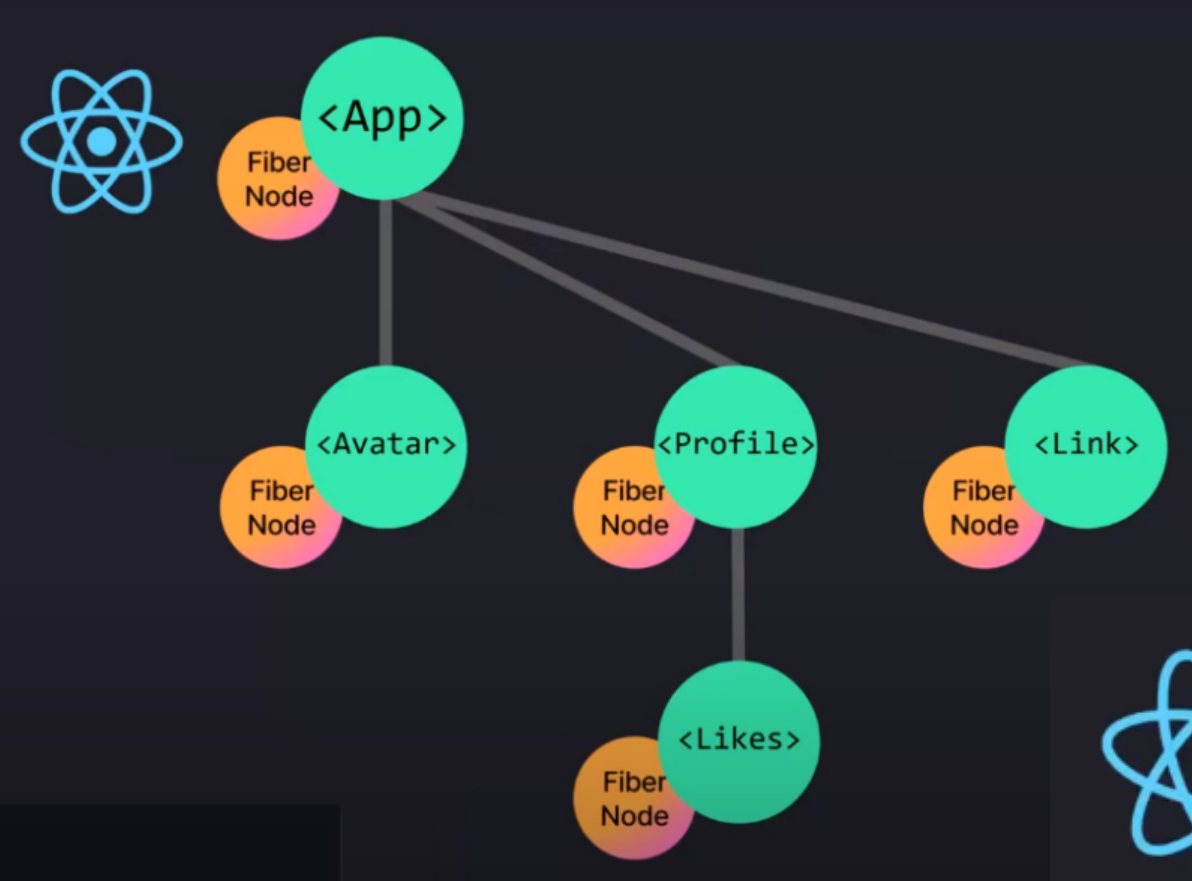 <App>
Fiber
Node
<Avatar>
Fiber
Node
<Profile>
Fiber
Node
<Link>
Fiber
Node
<Likes>
Fiber
Node